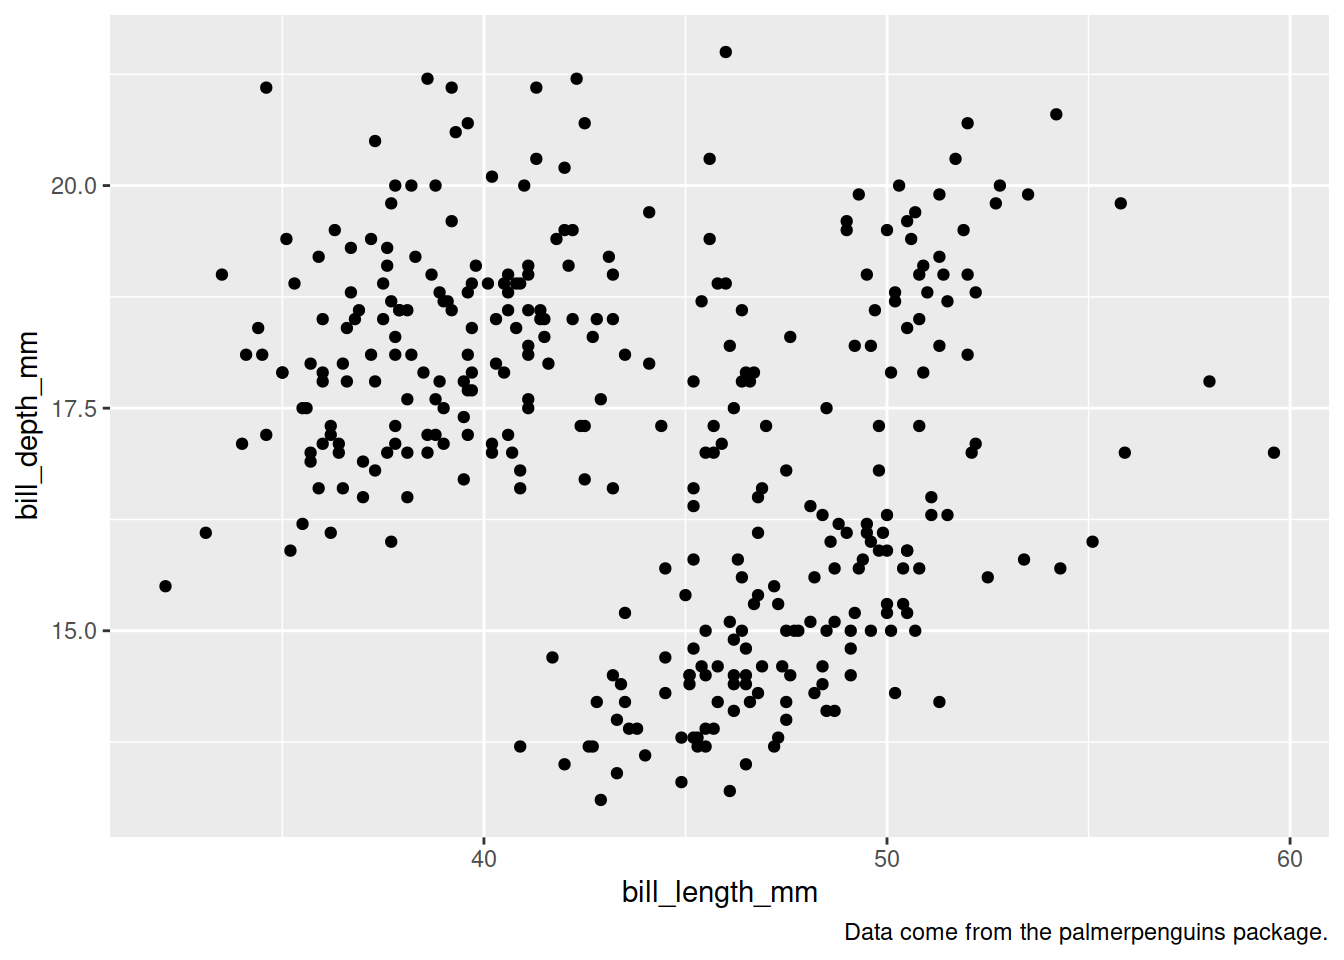 20.0
17.5
15.0
bill_depth_mm
40 50 60
bill_length_mm
Data come from the palmerpenguins package.